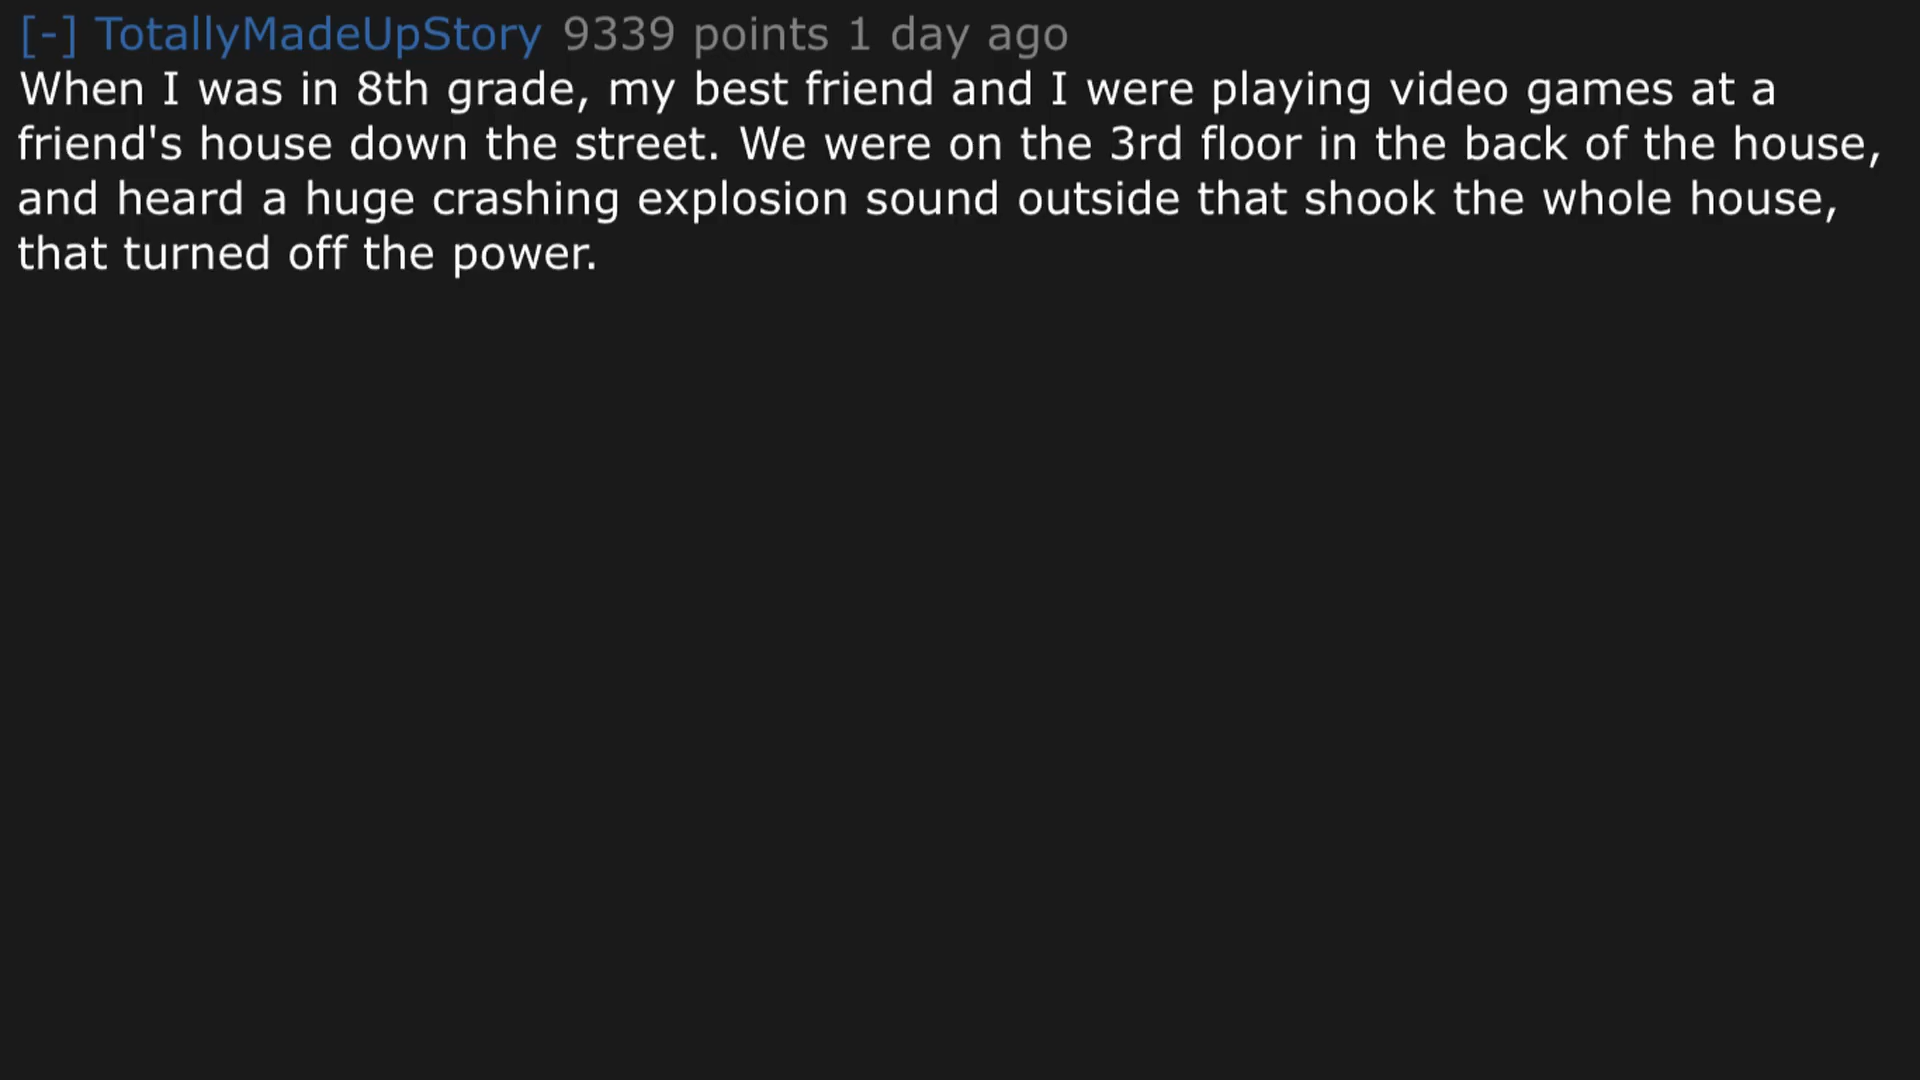 [-] TotallyMadeUpStory 9339 points 1 day ago
When I was in 8th grade, my best friend and I were playing video games at a
friend's house down the street. We were on the 3rd floor in the back of the house,
and heard a huge crashing explosion sound outside that shook the whole house,
that turned off the power.